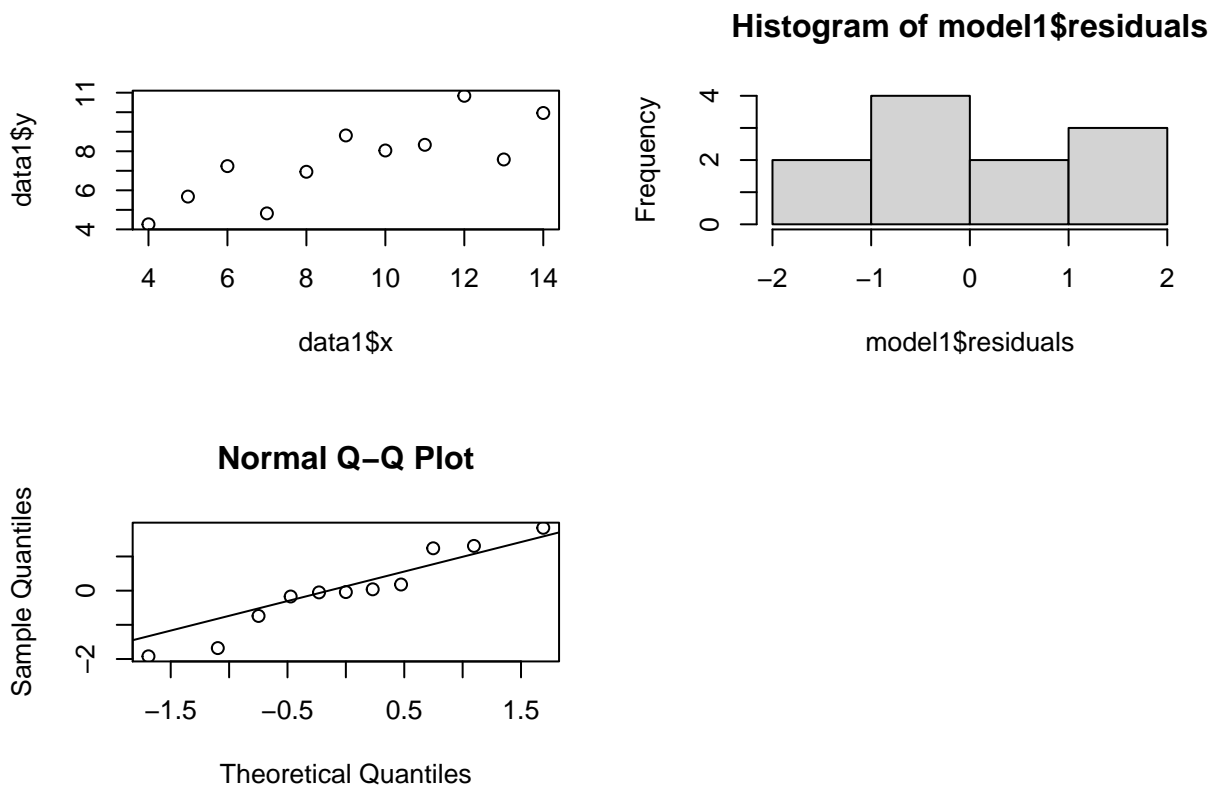 data1$y
4 6 8 11
4 6 8 10 12 14
data1$x
Histogram of model1$residuals
Frequency
0 2 4
−2 −1 0 1 2
model1$residuals
Normal Q−Q Plot
Sample Quantiles
−2 0
−1.5 −0.5 0.5 1.5
Theoretical Quantiles